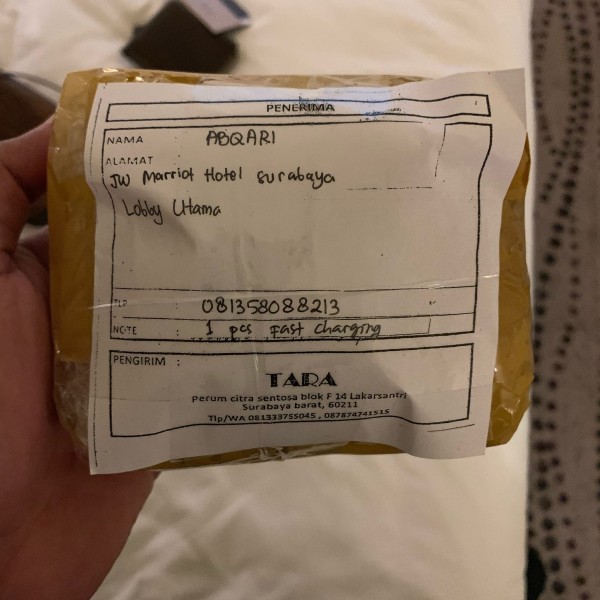 PENERIMA
NAMA : ABQARI
ALAMAT
JW Marriot Hotel Surabaya
Lobby Utama
TLP : 081358088213
NOTE : 1 pcs Fast Charging
PENGIRIM :
TARA
Perum citra sentosa blok F 14 Lakarsantri
Surabaya barat, 60211
Tlp/WA 081333755045 , 087874741515